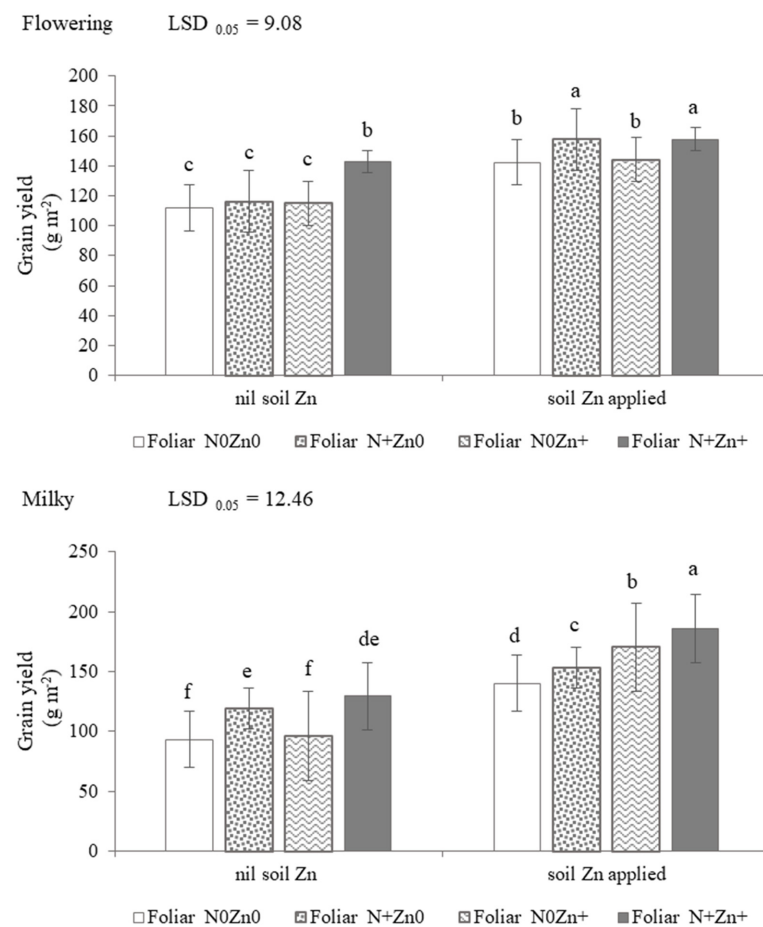 Flowering LSD 0.05 = 9.08
200
180
160
140
120
100
80
60
40
20
0
Grain yield
(g m-2)
c c c b b a b a
nil soil Zn soil Zn applied
Foliar N0Zn0 Foliar N+Zn0 Foliar N0Zn+ Foliar N+Zn+
Milky LSD 0.05 = 12.46
250
200
150
100
50
0
Grain yield
(g m-2)
f e f de d c b a
nil soil Zn soil Zn applied
Foliar N0Zn0 Foliar N+Zn0 Foliar N0Zn+ Foliar N+Zn+